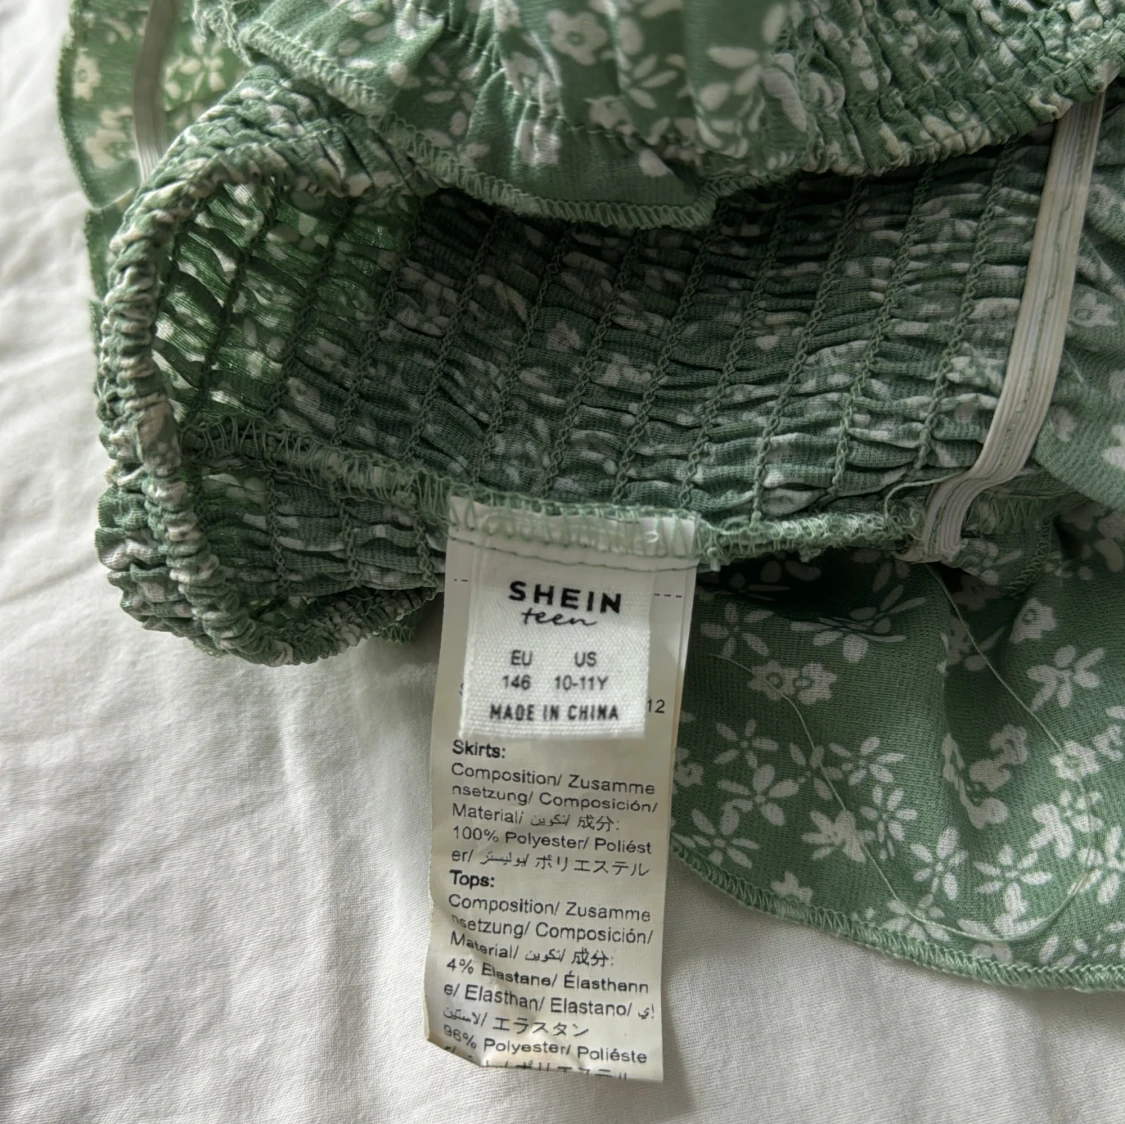 SHEIN
teen
EU US
146 10-11Y
MADE IN CHINA
12
Skirts:
Composition/ Zusamme
nsetzung/ Composición/
Material/ تكوين/ 成分:
100% Polyester/ Poliést
er/ بوليستر/ ポリエステル
Tops:
Composition/ Zusamme
nsetzung/ Composición/
Material/ تكوين/ 成分:
4% Elastane/ Élasthann
e/ Elasthan/ Elastano/ إي
لاستين/ エラスタン
96% Polyester/ Polièste